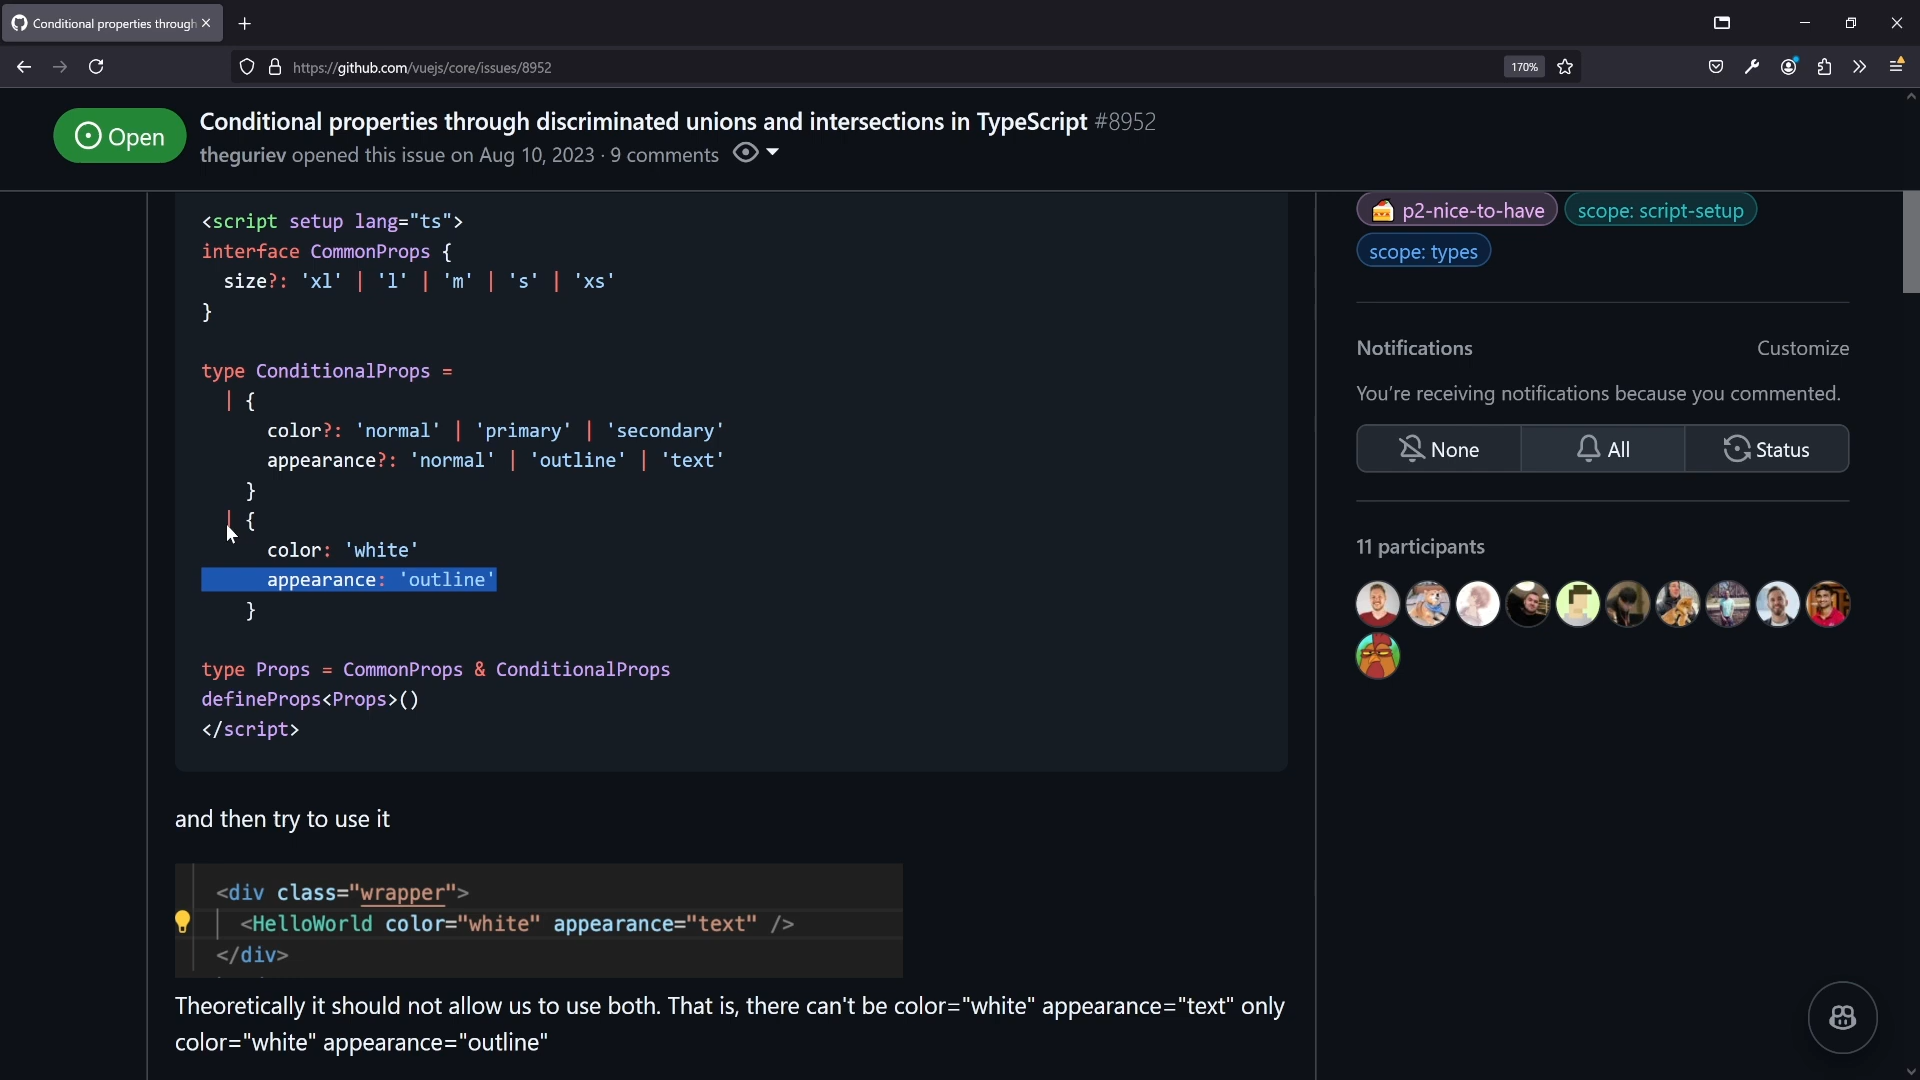 Conditional properties through
170%
https://github.com/vuejs/core/issues/8952
Open
Conditional properties through discriminated unions and intersections in TypeScript #8952
theguriev opened this issue on Aug 10, 2023 · 9 comments
<script setup lang="ts">
interface CommonProps {
  size?: 'xl' | 'l' | 'm' | 's' | 'xs'
}
type ConditionalProps =
  | {
      color?: 'normal' | 'primary' | 'secondary'
      appearance?: 'normal' | 'outline' | 'text'
    }
  | {
      color: 'white'
      appearance: 'outline'
    }
type Props = CommonProps & ConditionalProps
defineProps<Props>()
</script>
and then try to use it
<div class="wrapper">
  <HelloWorld color="white" appearance="text" />
</div>
Theoretically it should not allow us to use both. That is, there can't be color="white" appearance="text" only
color="white" appearance="outline"
p2-nice-to-have
scope: script-setup
scope: types
Notifications
Customize
You're receiving notifications because you commented.
None
All
Status
11 participants